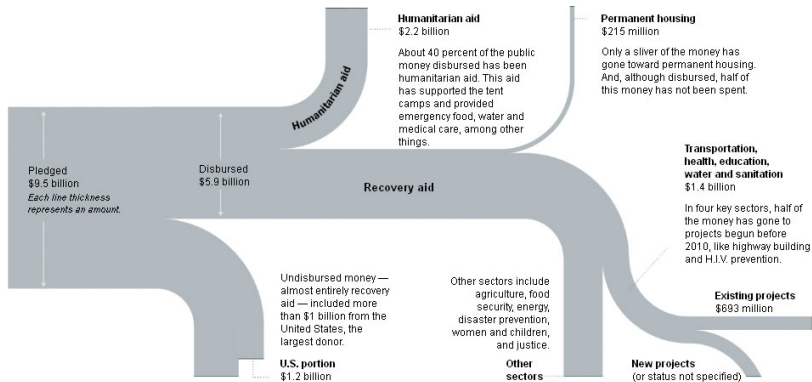 Humanitarian aid
$2.2 billion
About 40 percent of the public
money disbursed has been
humanitarian aid. This aid
has supported the tent
camps and provided
emergency food, water and
medical care, among other
things.
Permanent housing
$215 million
Only a sliver of the money has
gone toward permanent housing.
And, although disbursed, half of
this money has not been spent.
Humanitarian aid
Pledged
$9.5 billion
Each line thickness
represents an amount.
Disbursed
$5.9 billion
Recovery aid
Transportation,
health, education,
water and sanitation
$1.4 billion
In four key sectors, half of
the money has gone to
projects begun before
2010, like highway building
and H.I.V. prevention.
Undisbursed money —
almost entirely recovery
aid — included more
than $1 billion from the
United States, the
largest donor.
U.S. portion
$1.2 billion
Other sectors include
agriculture, food
security, energy,
disaster prevention,
women and children,
and justice.
Other
sectors
Existing projects
$693 million
New projects
(or status not specified)